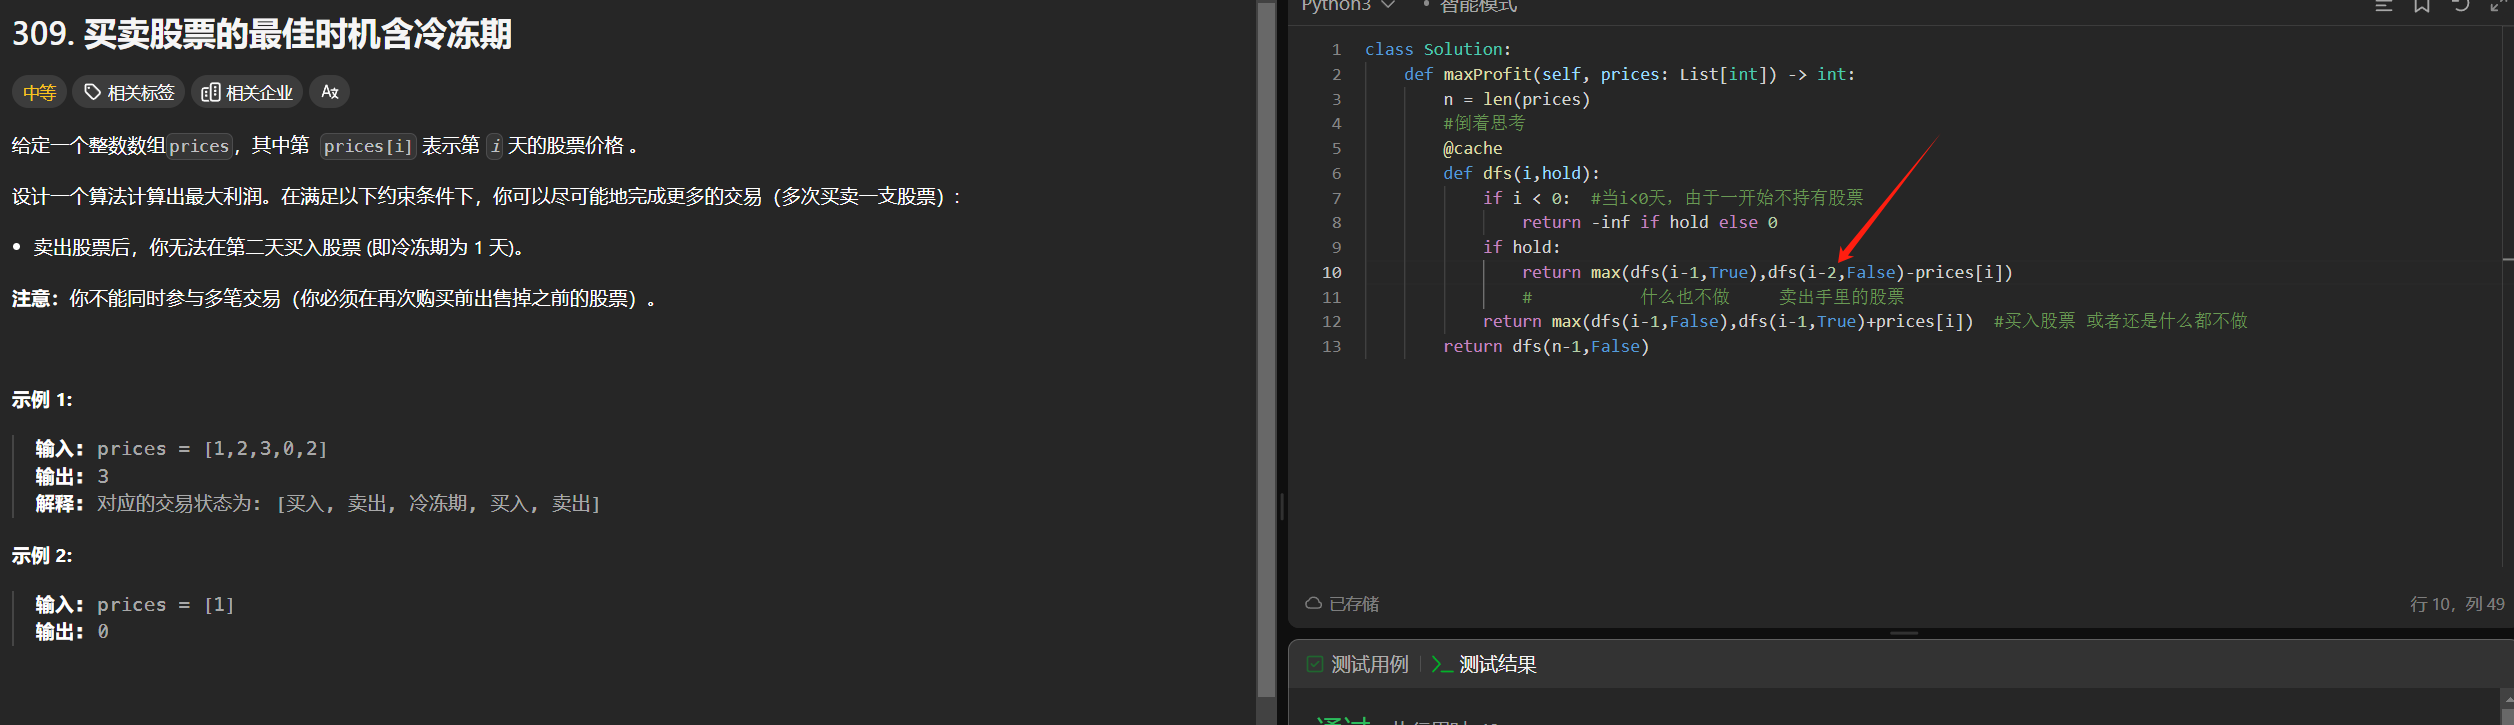 309. 买卖股票的最佳时机含冷冻期
中等 相关标签 相关企业
给定一个整数数组prices，其中第 prices[i] 表示第 i 天的股票价格 。
设计一个算法计算出最大利润。在满足以下约束条件下，你可以尽可能地完成更多的交易（多次买卖一支股票）:
• 卖出股票后，你无法在第二天买入股票 (即冷冻期为 1 天)。
注意：你不能同时参与多笔交易（你必须在再次购买前出售掉之前的股票）。
示例 1:
输入: prices = [1,2,3,0,2]
输出: 3
解释: 对应的交易状态为: [买入, 卖出, 冷冻期, 买入, 卖出]
示例 2:
输入: prices = [1]
输出: 0
Python3 • 智能模式
1 class Solution:
2 def maxProfit(self, prices: List[int]) -> int:
3 n = len(prices)
4 #倒着思考
5 @cache
6 def dfs(i,hold):
7 if i < 0: #当i<0天，由于一开始不持有股票
8 return -inf if hold else 0
9 if hold:
10 return max(dfs(i-1,True),dfs(i-2,False)-prices[i])
11 # 什么也不做 卖出手里的股票
12 return max(dfs(i-1,False),dfs(i-1,True)+prices[i]) #买入股票 或者还是什么都不做
13 return dfs(n-1,False)
已存储
行 10，列 49
测试用例 测试结果
通过